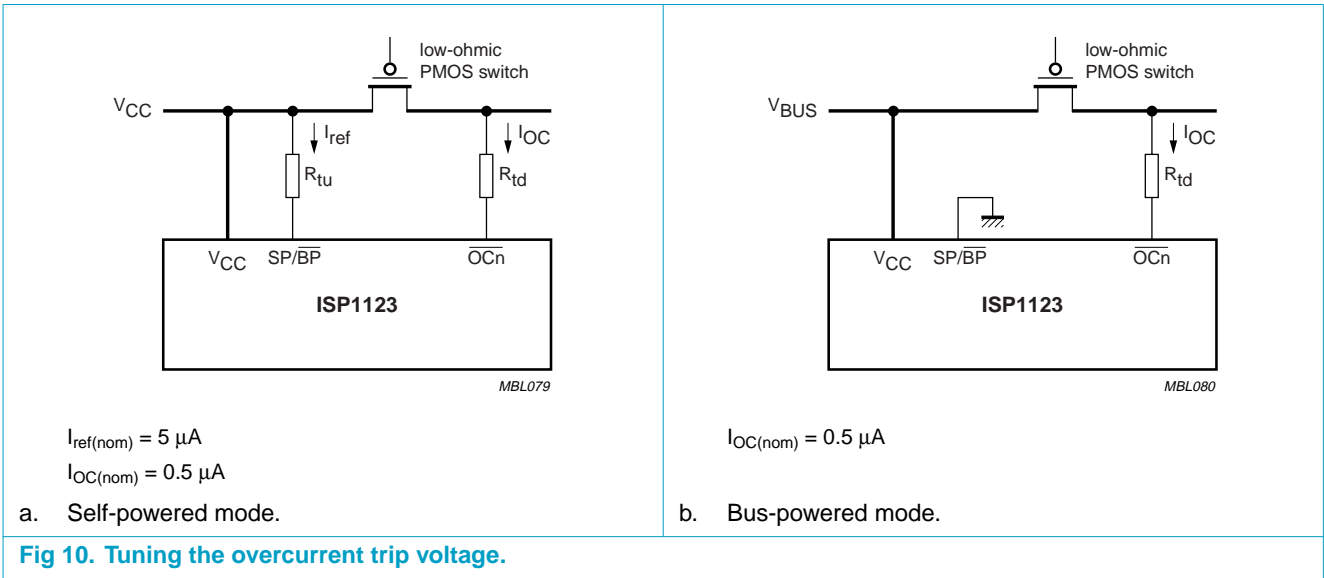 low-ohmic
PMOS switch
VCC
Iref
IOC
Rtu
Rtd
VCC SP/BP OCn
ISP1123
MBL079
Iref(nom) = 5 μA
IOC(nom) = 0.5 μA
a. Self-powered mode.
low-ohmic
PMOS switch
VBUS
IOC
Rtd
VCC SP/BP OCn
ISP1123
MBL080
IOC(nom) = 0.5 μA
b. Bus-powered mode.
Fig 10. Tuning the overcurrent trip voltage.